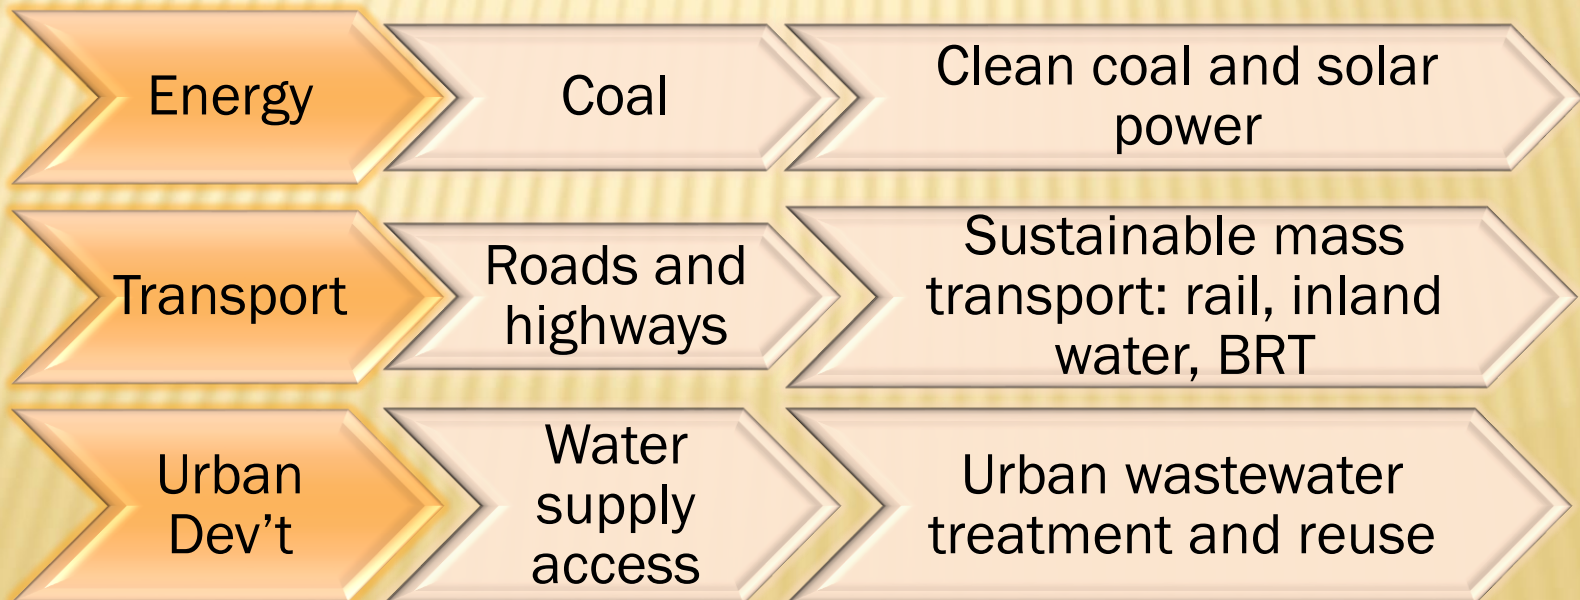 Energy
Coal
Clean coal and solar
power
Transport
Roads and
highways
Sustainable mass
transport: rail, inland
water, BRT
Urban
Dev’t
Water
supply
access
Urban wastewater
treatment and reuse